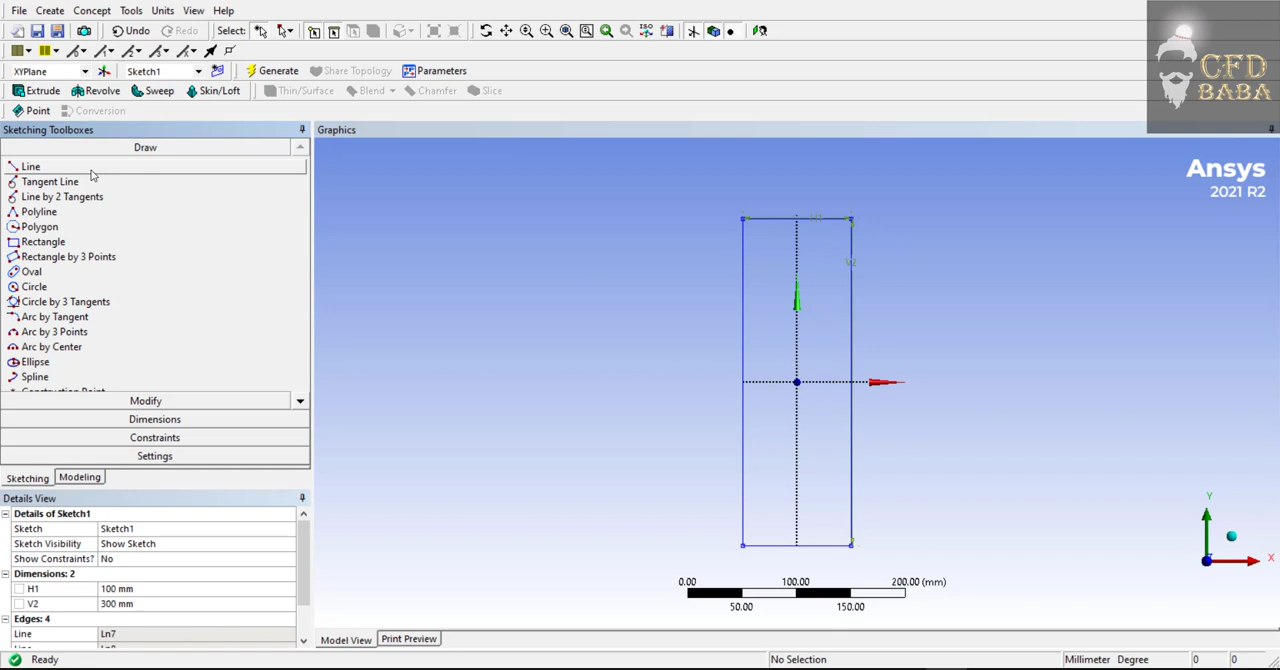 File Create Concept Tools Units View Help
Undo Redo Select:
XYPlane Sketch1 Generate Share Topology Parameters
Extrude Revolve Sweep Skin/Loft Thin/Surface Blend Chamfer Slice
Point Conversion
CFD
BABA
Sketching Toolboxes
Graphics
Draw
Line
Tangent Line
Line by 2 Tangents
Polyline
Polygon
Rectangle
Rectangle by 3 Points
Oval
Circle
Circle by 3 Tangents
Arc by Tangent
Arc by 3 Points
Arc by Center
Ellipse
Spline
Construction Point
Modify
Dimensions
Constraints
Settings
Sketching Modeling
Details View
Details of Sketch1
Sketch Sketch1
Sketch Visibility Show Sketch
Show Constraints? No
Dimensions: 2
H1 100 mm
V2 300 mm
Edges: 4
Line Ln7
Ansys
2021 R2
H1
V2
Y
X
0.00 100.00 200.00 (mm)
50.00 150.00
Model View Print Preview
Ready No Selection Millimeter Degree 0 0